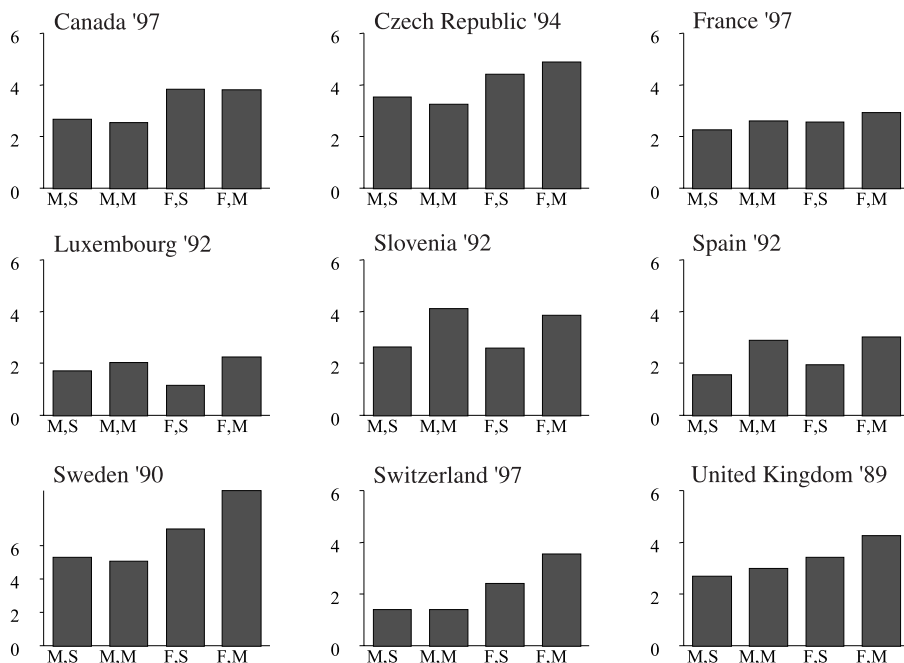 Canada '97
6
4
2
0
M,S M,M F,S F,M
Czech Republic '94
6
4
2
0
M,S M,M F,S F,M
France '97
6
4
2
0
M,S M,M F,S F,M
Luxembourg '92
6
4
2
0
M,S M,M F,S F,M
Slovenia '92
6
4
2
0
M,S M,M F,S F,M
Spain '92
6
4
2
0
M,S M,M F,S F,M
Sweden '90
6
4
2
0
M,S M,M F,S F,M
Switzerland '97
6
4
2
0
M,S M,M F,S F,M
United Kingdom '89
6
4
2
0
M,S M,M F,S F,M